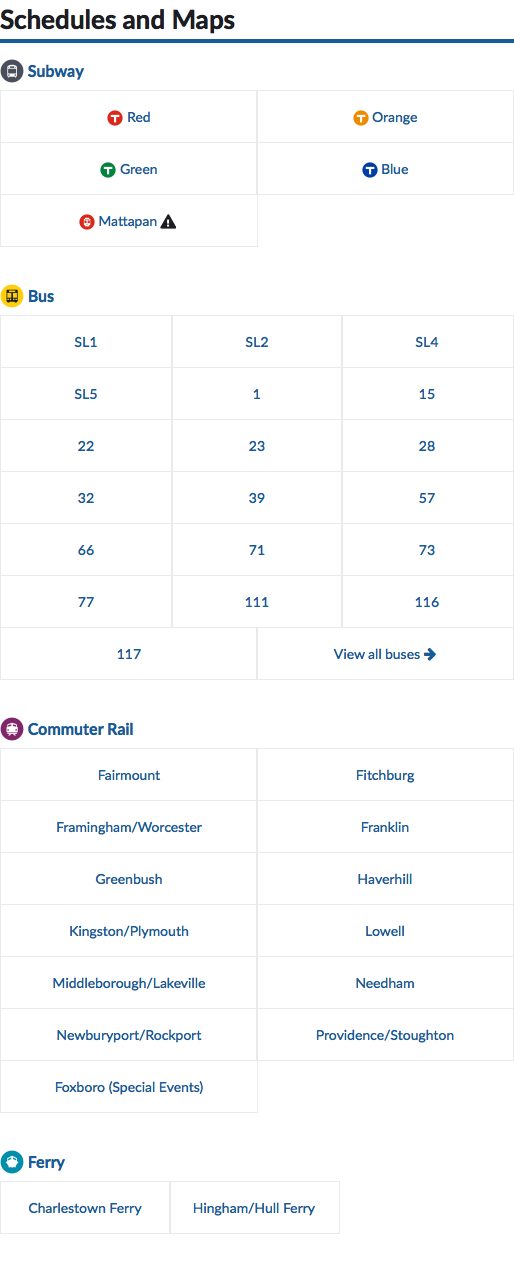 Schedules and Maps
Subway
T Red
T Orange
T Green
T Blue
Mattapan
Bus
SL1 SL2 SL4
SL5 1 15
22 23 28
32 39 57
66 71 73
77 111 116
117 View all buses
Commuter Rail
Fairmount Fitchburg
Framingham/Worcester Franklin
Greenbush Haverhill
Kingston/Plymouth Lowell
Middleborough/Lakeville Needham
Newburyport/Rockport Providence/Stoughton
Foxboro (Special Events)
Ferry
Charlestown Ferry Hingham/Hull Ferry